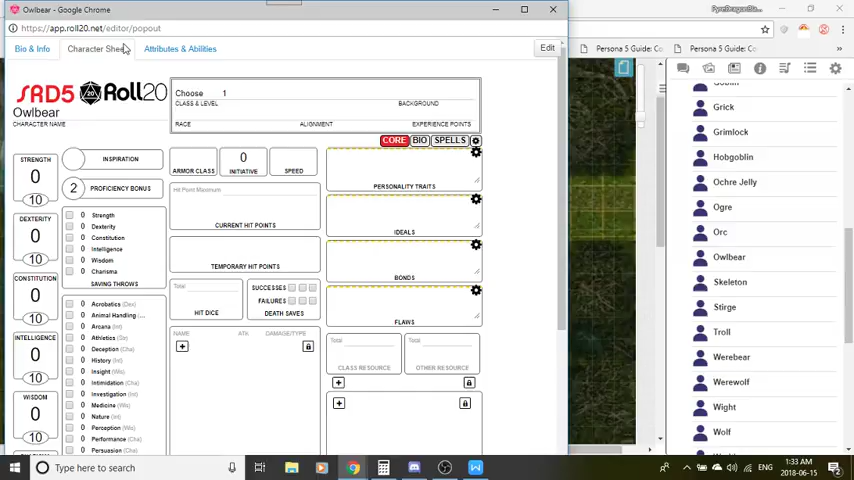 Owlbear - Google Chrome
https://app.roll20.net/editor/popout
Bio & Info
Character Sheet
Attributes & Abilities
Edit
SRD5 Roll20
Owlbear
CHARACTER NAME
Choose 1
CLASS & LEVEL
BACKGROUND
RACE
ALIGNMENT
EXPERIENCE POINTS
CORE
BIO
SPELLS
STRENGTH
0
10
DEXTERITY
0
10
CONSTITUTION
0
10
INTELLIGENCE
0
10
WISDOM
0
10
INSPIRATION
2 PROFICIENCY BONUS
0 Strength
0 Dexterity
0 Constitution
0 Intelligence
0 Wisdom
0 Charisma
SAVING THROWS
0 Acrobatics (Dex)
0 Animal Handling (...
0 Arcana (Int)
0 Athletics (Str)
0 Deception (Cha)
0 History (Int)
0 Insight (Wis)
0 Intimidation (Cha)
0 Investigation (Int)
0 Medicine (Wis)
0 Nature (Int)
0 Perception (Wis)
0 Performance (Cha)
0 Persuasion (Cha)
ARMOR CLASS
0
INITIATIVE
SPEED
Hit Point Maximum
CURRENT HIT POINTS
TEMPORARY HIT POINTS
Total
HIT DICE
SUCCESSES
FAILURES
DEATH SAVES
NAME
ATK
DAMAGE/TYPE
PERSONALITY TRAITS
IDEALS
BONDS
FLAWS
Total
CLASS RESOURCE
Total
OTHER RESOURCE
Persona 5 Guide: Co
Persona 5 Guide: Co
Goblin
Grick
Grimlock
Hobgoblin
Ochre Jelly
Ogre
Orc
Owlbear
Skeleton
Stirge
Troll
Werebear
Werewolf
Wight
Wolf
Type here to search
ENG
1:33 AM
2018-06-15
2